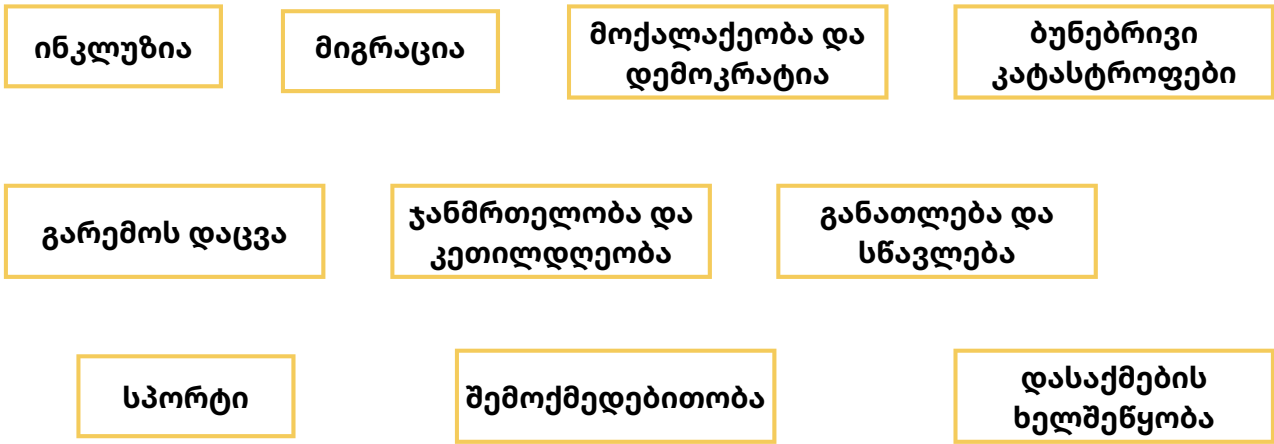 ინკლუზია
მიგრაცია
მოქალაქეობა და
დემოკრატია
ბუნებრივი
კატასტროფები
გარემოს დაცვა
ჯანმრთელობა და
კეთილდღეობა
განათლება და
სწავლება
სპორტი
შემოქმედებითობა
დასაქმების
ხელშეწყობა